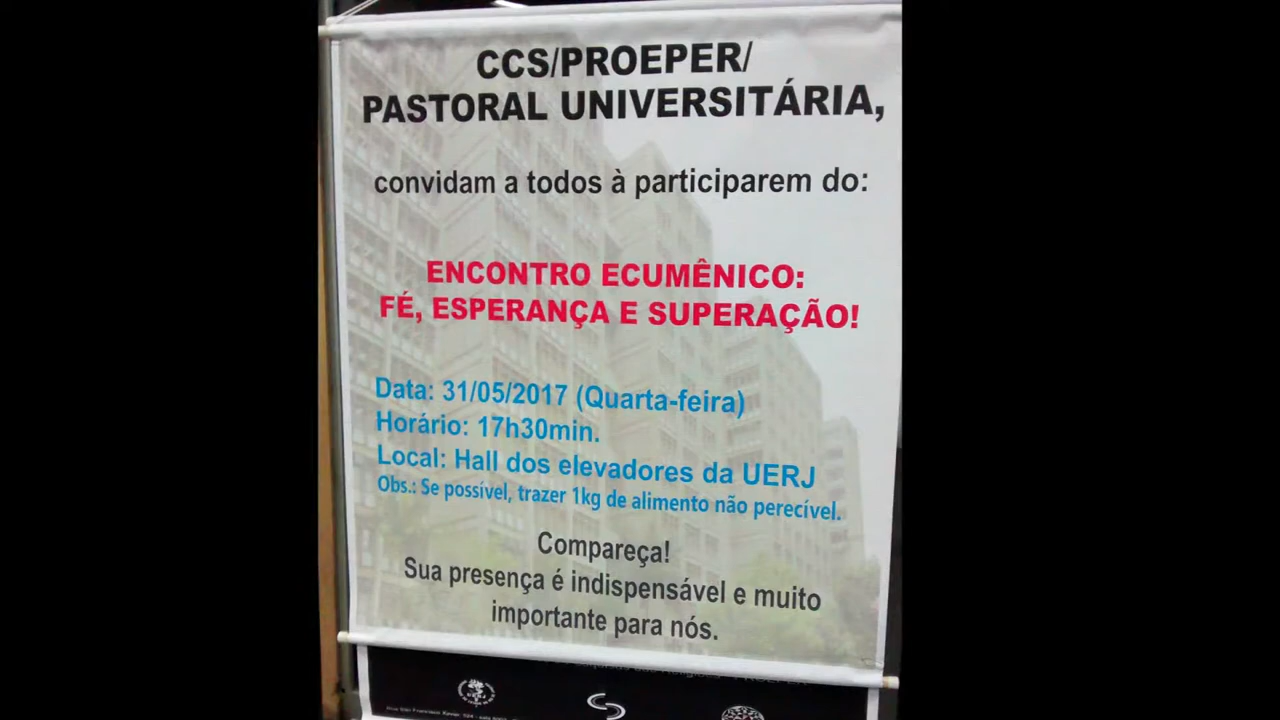 CCS/PROEPER/
PASTORAL UNIVERSITÁRIA,
convidam a todos à participarem do:
ENCONTRO ECUMÊNICO:
FÉ, ESPERANÇA E SUPERAÇÃO!
Data: 31/05/2017 (Quarta-feira)
Horário: 17h30min.
Local: Hall dos elevadores da UERJ
Obs.: Se possível, trazer 1kg de alimento não perecível.
Compareça!
Sua presença é indispensável e muito
importante para nós.